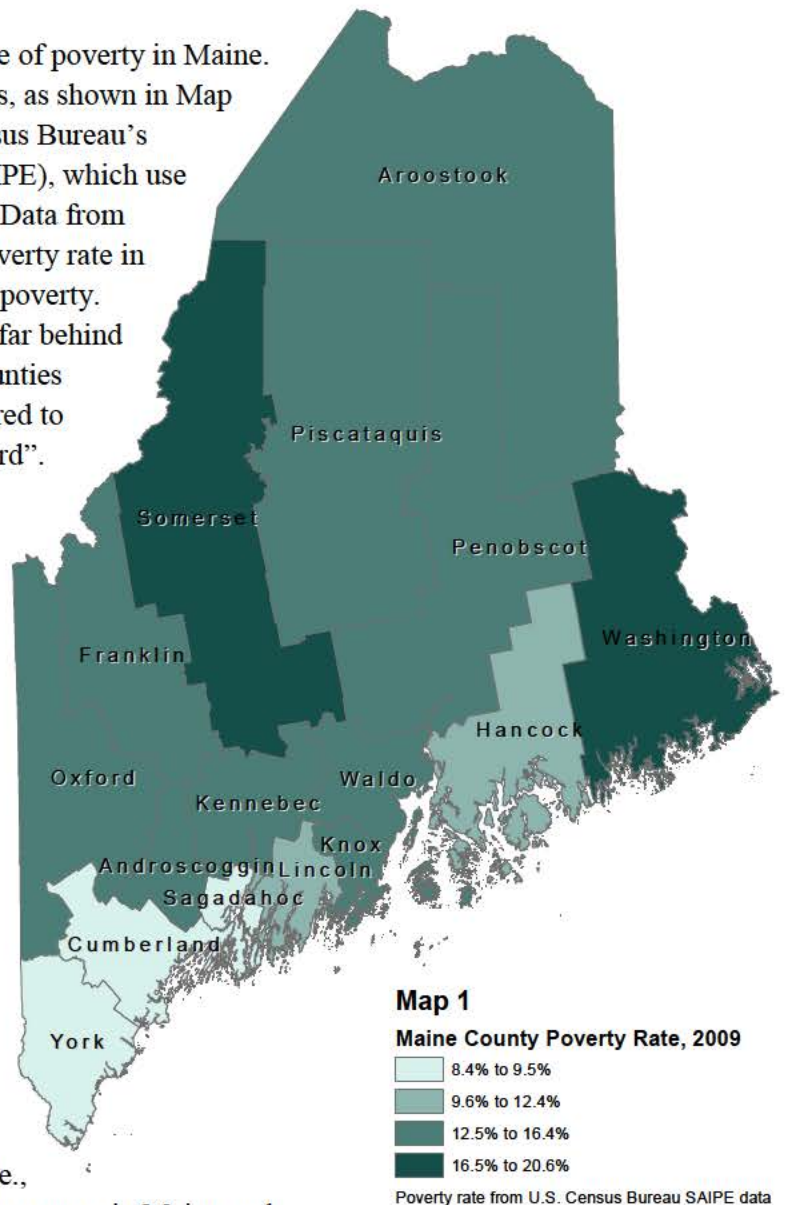 e of poverty in Maine.
s, as shown in Map
sus Bureau’s
IPE), which use
Data from
verty rate in
poverty.
far behind
unties
red to
rd”.
Aroostook
Piscataquis
Somerset
Penobscot
Washington
Franklin
Hancock
Oxford
Waldo
Kennebec
Knox
Androscoggin
Lincoln
Sagadahoc
Cumberland
York
Map 1
Maine County Poverty Rate, 2009
8.4% to 9.5%
9.6% to 12.4%
12.5% to 16.4%
16.5% to 20.6%
Poverty rate from U.S. Census Bureau SAIPE data
e.,